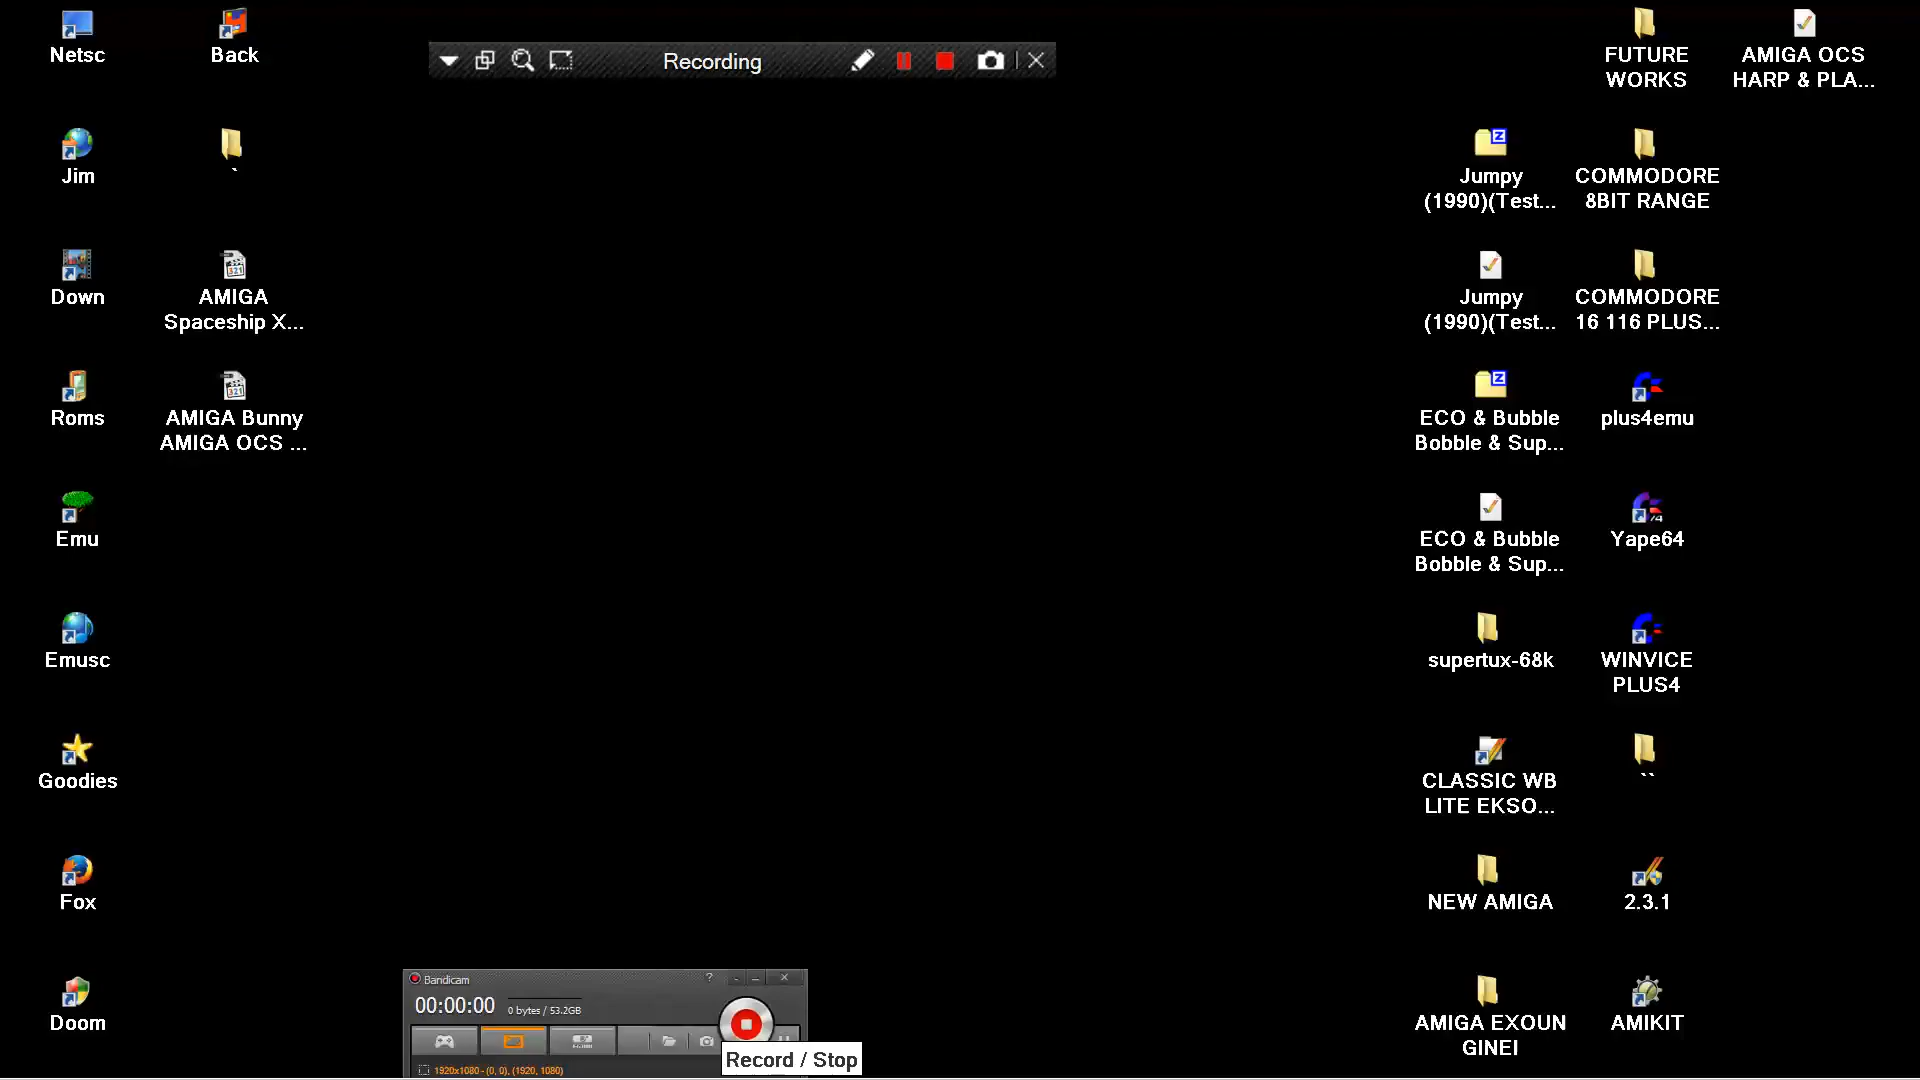 Netsc
Back
Recording
FUTURE
WORKS
AMIGA OCS
HARP & PLA...
Jim
`
Jumpy
(1990)(Test...
COMMODORE
8BIT RANGE
Down
AMIGA
Spaceship X...
Jumpy
(1990)(Test...
COMMODORE
16 116 PLUS...
Roms
AMIGA Bunny
AMIGA OCS ...
ECO & Bubble
Bobble & Sup...
plus4emu
Emu
ECO & Bubble
Bobble & Sup...
Yape64
Emusc
supertux-68k
WINVICE
PLUS4
Goodies
CLASSIC WB
LITE EKSO...
``
Fox
NEW AMIGA
2.3.1
Doom
AMIGA EXOUN
GINEI
AMIKIT
Bandicam
00:00:00
0 bytes / 53.2GB
Record / Stop
1920x1080 - (0, 0), (1920, 1080)